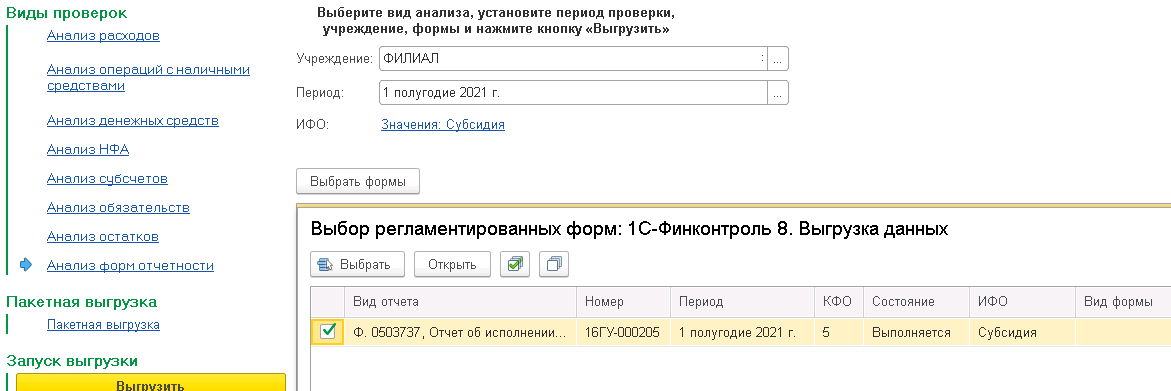 Виды проверок
Анализ расходов
Анализ операций с наличными
средствами
Анализ денежных средств
Анализ НФА
Анализ субсчетов
Анализ обязательств
Анализ остатков
Анализ форм отчетности
Пакетная выгрузка
Пакетная выгрузка
Запуск выгрузки
Выгрузить
Выберите вид анализа, установите период проверки,
учреждение, формы и нажмите кнопку «Выгрузить»
Учреждение: ФИЛИАЛ : ...
Период: 1 полугодие 2021 г. ...
ИФО: Значения: Субсидия
Выбрать формы
Выбор регламентированных форм: 1С-Финконтроль 8. Выгрузка данных
Выбрать Открыть
Вид отчета Номер Период КФО Состояние ИФО Вид формы
Ф. 0503737, Отчет об исполнении... 16ГУ-000205 1 полугодие 2021 г. 5 Выполняется Субсидия